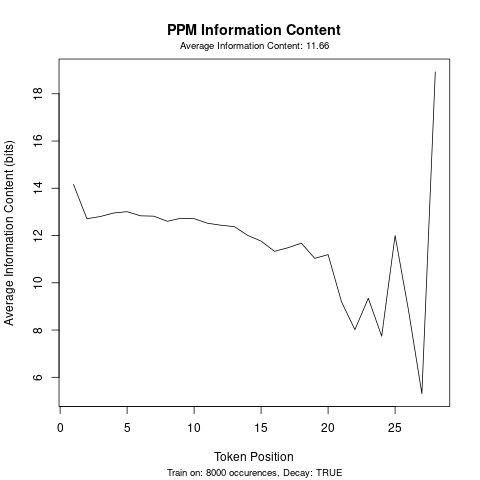 PPM Information Content
Average Information Content: 11.66
Average Information Content (bits)
18
16
14
12
10
8
6
0 5 10 15 20 25
Token Position
Train on: 8000 occurences, Decay: TRUE